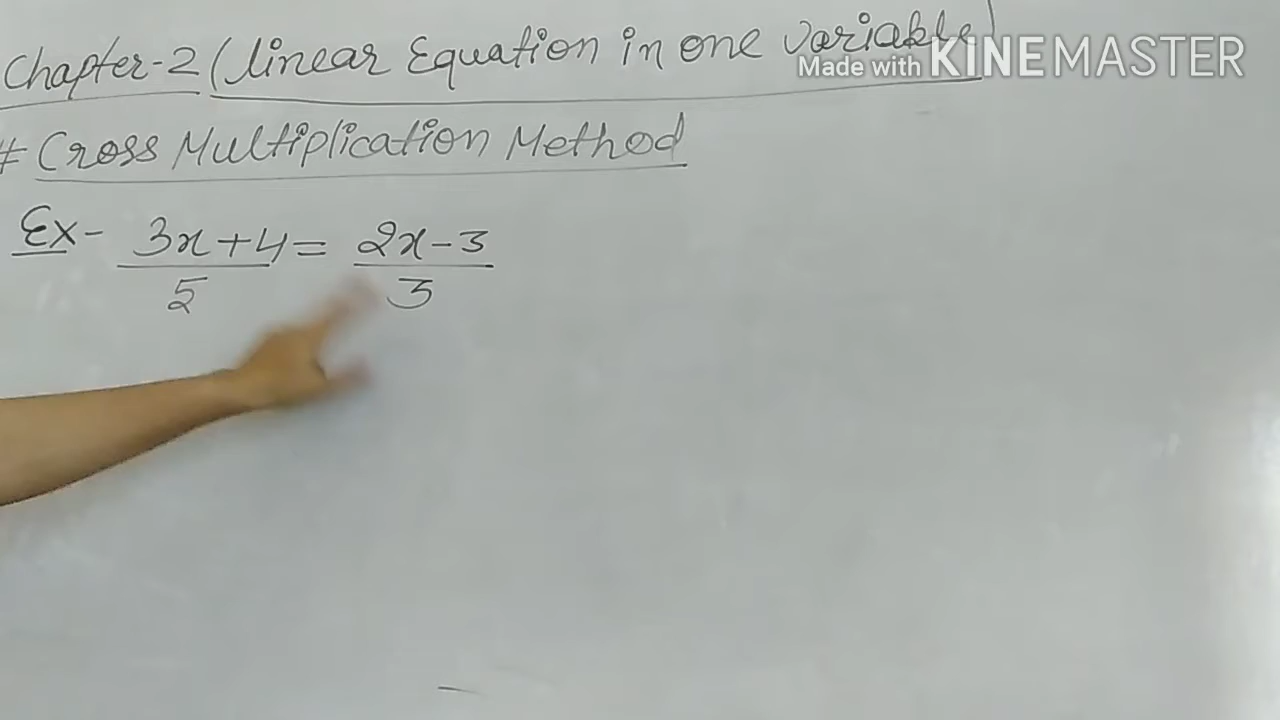 Chapter-2 (linear Equation in one variable)
Made with KINEMASTER
# Cross Multiplication Method
Ex- 3x+4 = 2x-3
5 3